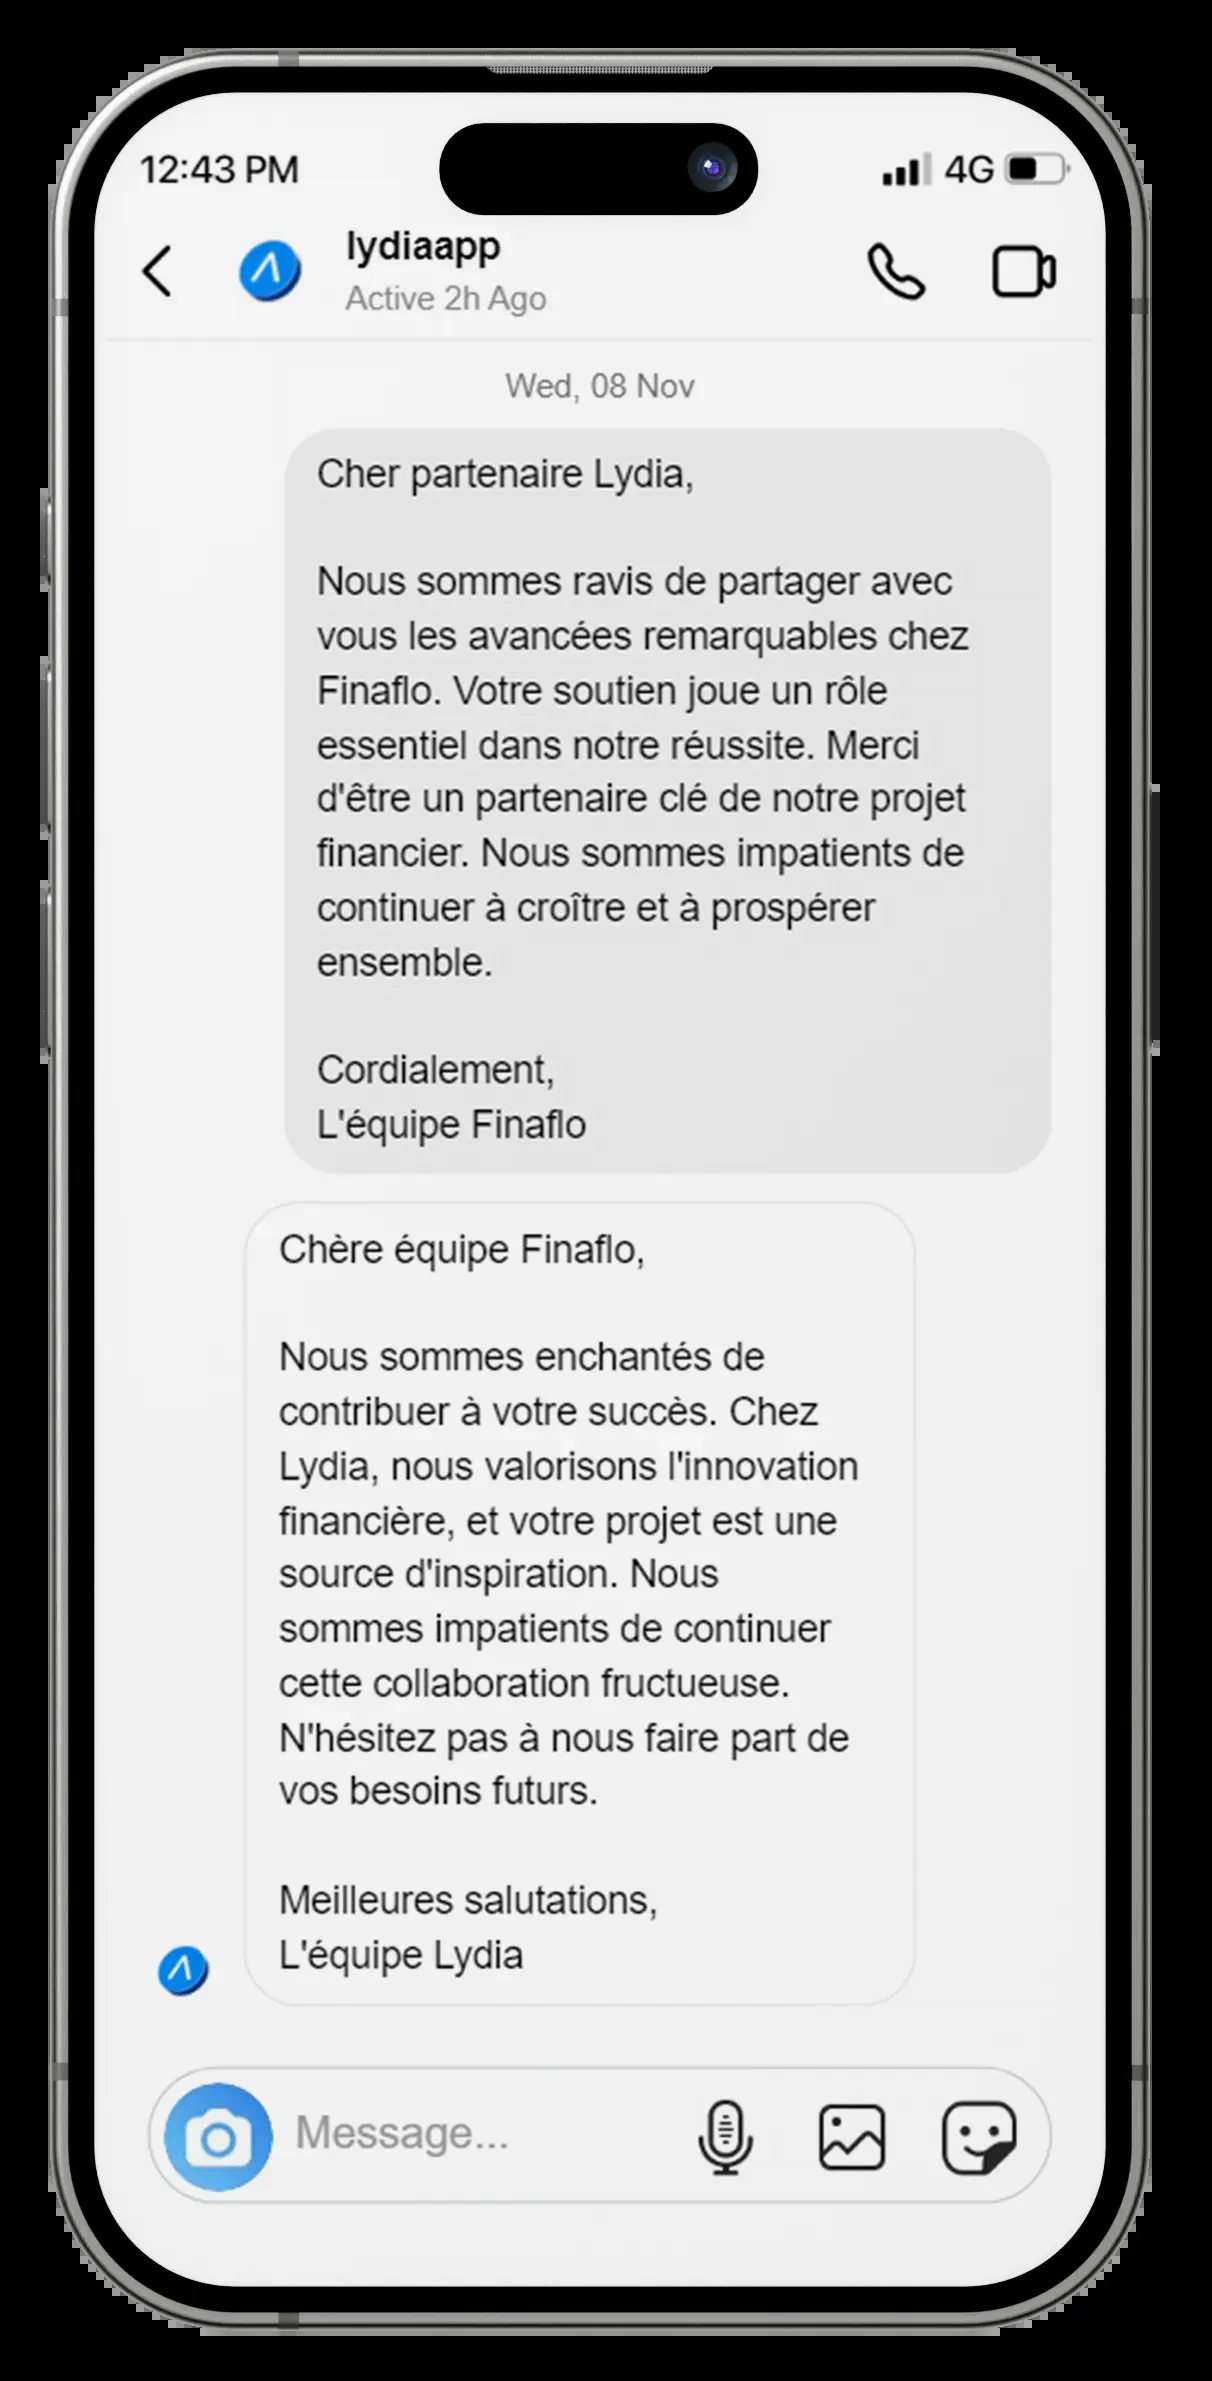 12:43 PM 4G
lydiaapp
Active 2h Ago
Wed, 08 Nov
Cher partenaire Lydia,
Nous sommes ravis de partager avec
vous les avancées remarquables chez
Finaflo. Votre soutien joue un rôle
essentiel dans notre réussite. Merci
d'être un partenaire clé de notre projet
financier. Nous sommes impatients de
continuer à croître et à prospérer
ensemble.
Cordialement,
L'équipe Finaflo
Chère équipe Finaflo,
Nous sommes enchantés de
contribuer à votre succès. Chez
Lydia, nous valorisons l'innovation
financière, et votre projet est une
source d'inspiration. Nous
sommes impatients de continuer
cette collaboration fructueuse.
N'hésitez pas à nous faire part de
vos besoins futurs.
Meilleures salutations,
L'équipe Lydia
Message...